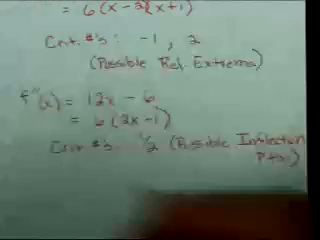 = 6(x-2)(x+1)
Crit. #'s: -1, 2
(Possible Rel. Extrema)
f"(x) = 12x - 6
= 6(2x-1)
Crit #'s: 1/2 (Possible Inflection
Pts.)